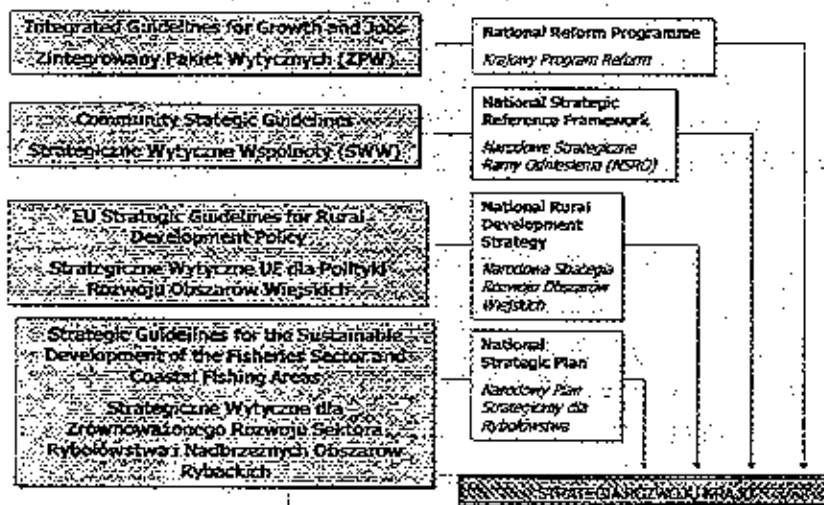 Integrated Guidelines for Growth and Jobs
Zintegrowany Pakiet Wytycznych (ZPW)
National Reform Programme
Krajowy Program Reform
Community Stategic Guidelines
Strategiczne Wytyczne Wspólnoty (SWW)
National Strategic
Reference Framework
Narodowe Strategiczne
Ramy Odniesienia (NSRO)
EU Strategic Guidelines for Rural
Development Policy
Strategiczne Wytyczne UE dla Polityki
Rozwoju Obszarów Wiejskich
National Rural
Development
Strategy
Narodowa Strategia
Rozwoju Obszarów
Wiejskich
Strategic Guidelines for the Sustainable
Development of the Fisheries Sector and
Coastal Fishing Areas
Strategiczne Wytyczne dla
Zrównoważonego Rozwoju Sektora
Rybołówstwa i Nadbrzeżnych Obszarów
Rybackich
National
Strategic Plan
Narodowy Plan
Strategiczny dla
Rybołówstwa
STRATEGIA ROZWOJU KRAJU